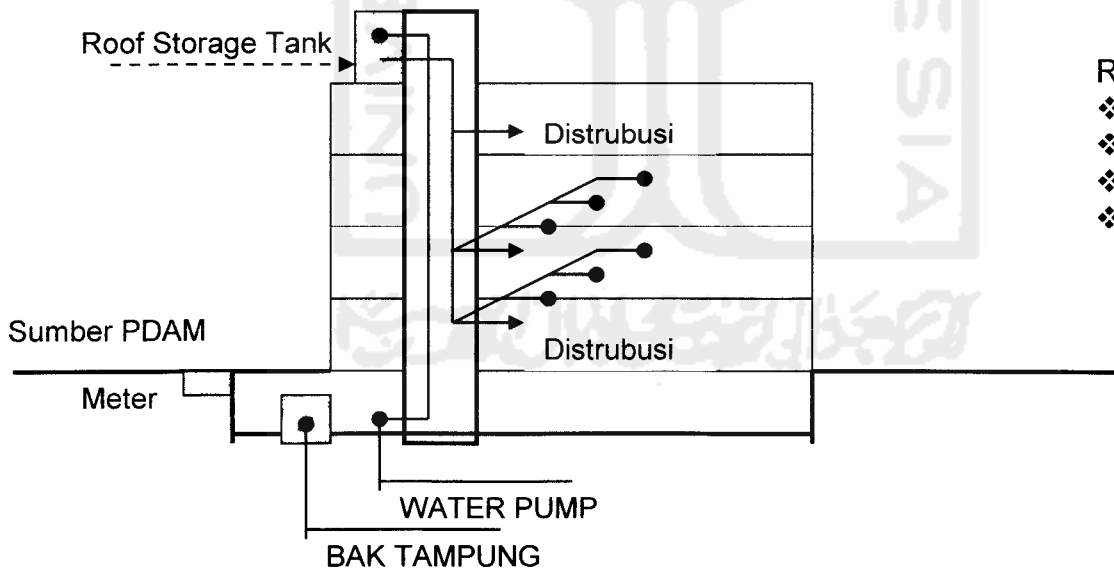 Roof Storage Tank
R
❖
❖
❖
❖
Distrubusi
Sumber PDAM
Distrubusi
Meter
WATER PUMP
BAK TAMPUNG